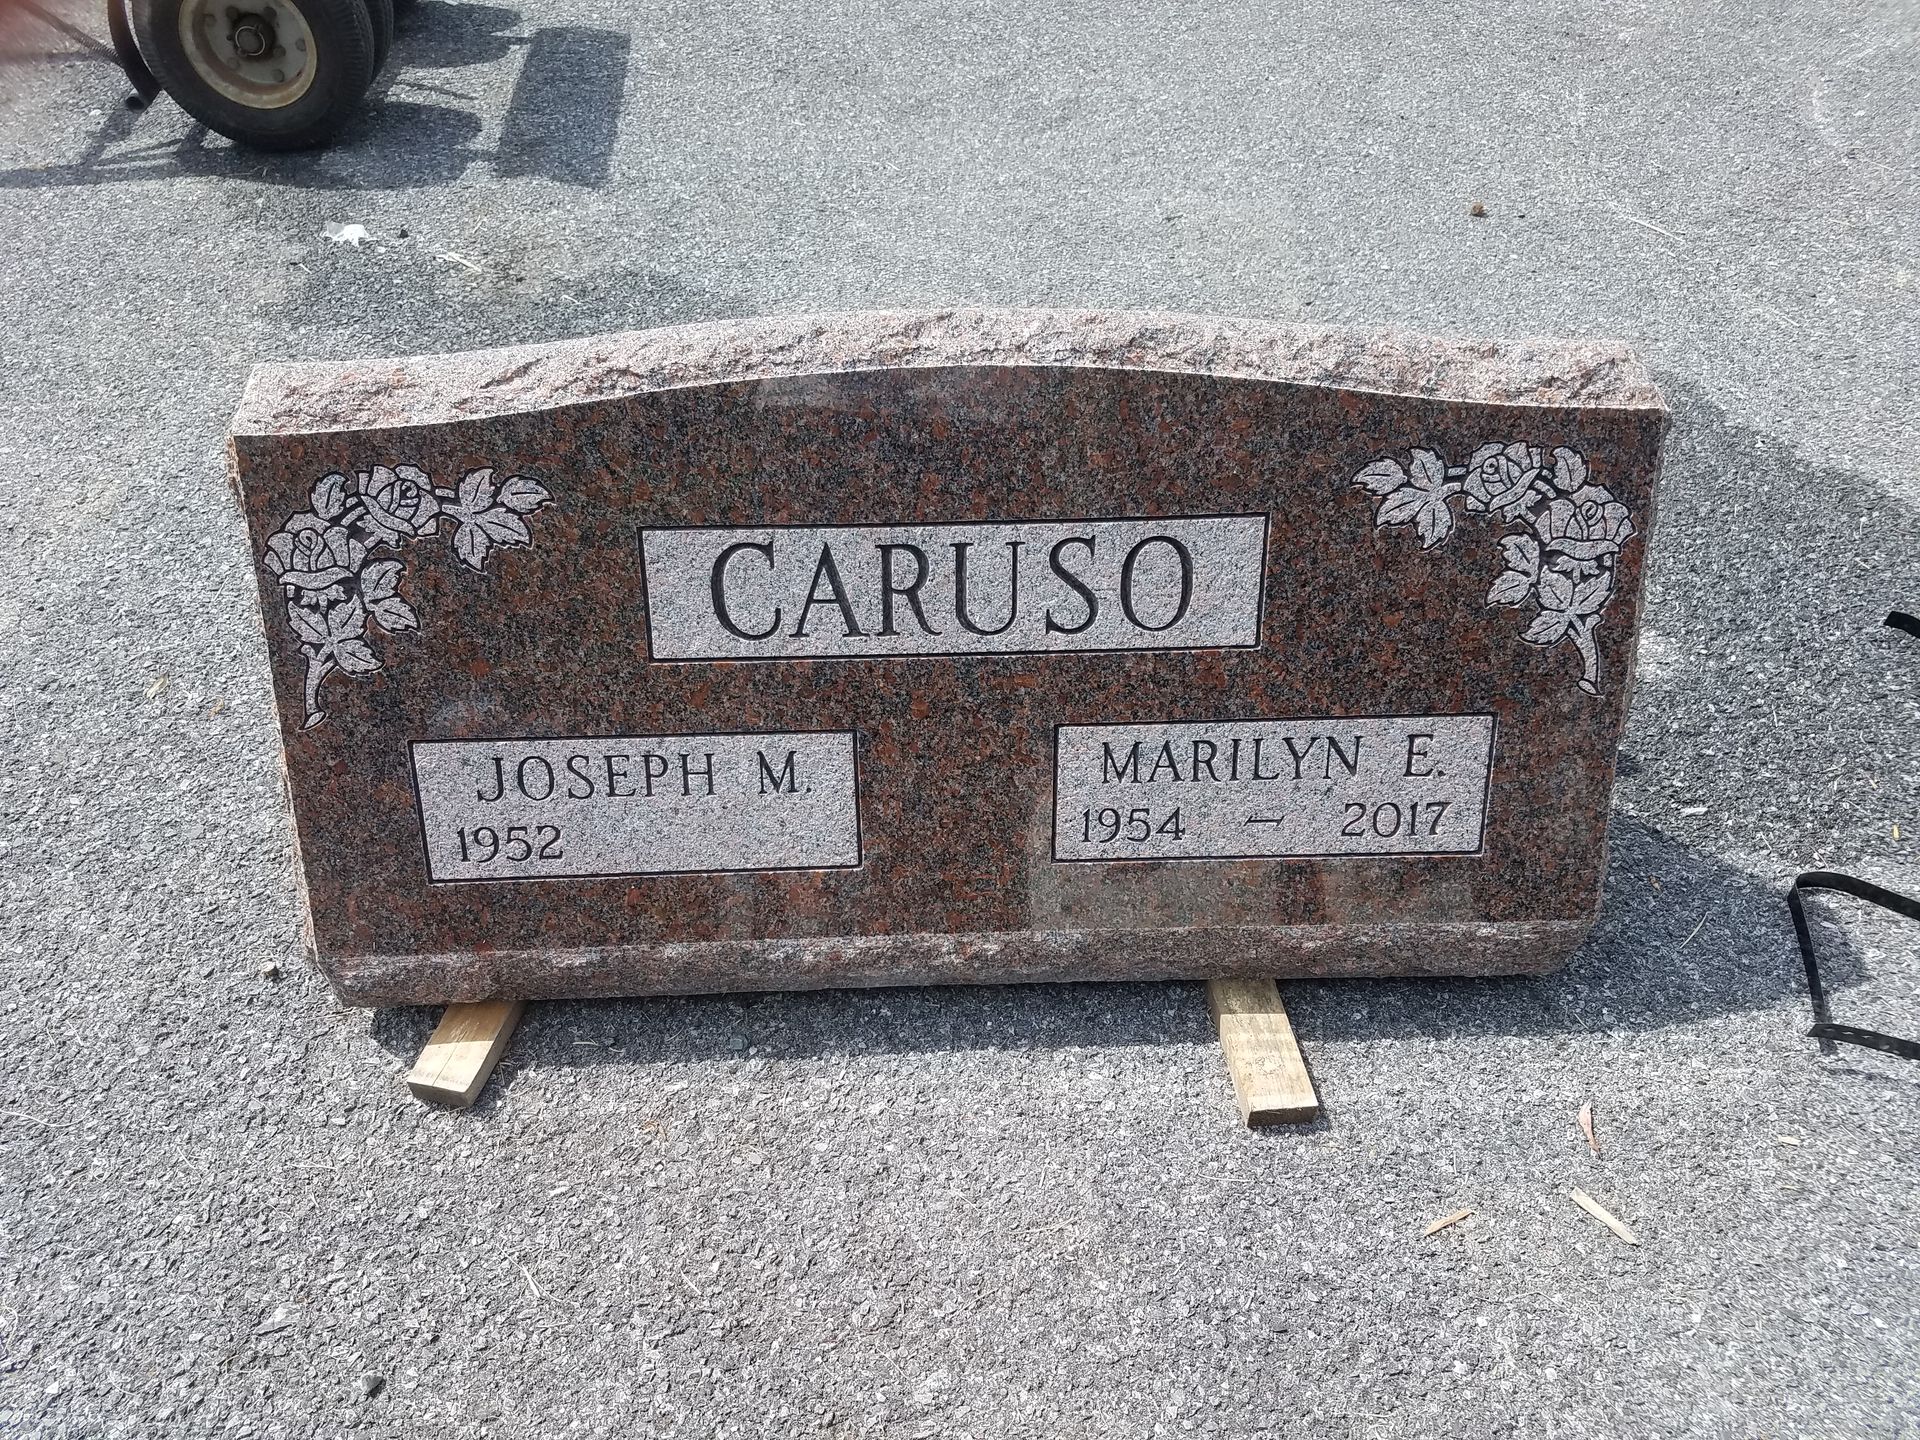 CARUSO
JOSEPH M.
1952
MARILYN E.
1954 – 2017